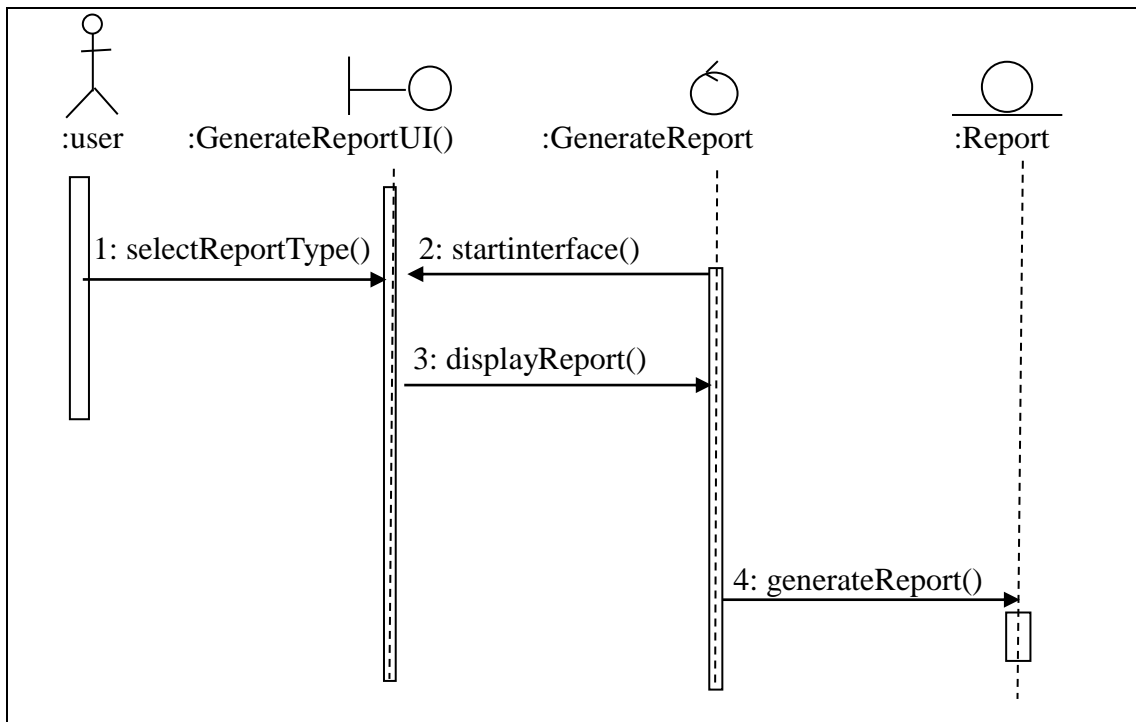 :user :GenerateReportUI() :GenerateReport :Report
1: selectReportType() 2: startinterface()
3: displayReport()
4: generateReport()